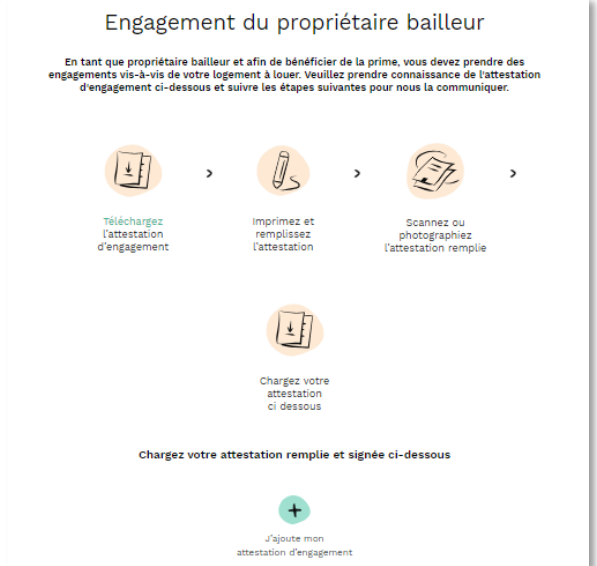 Engagement du propriétaire bailleur
En tant que propriétaire bailleur et afin de bénéficier de la prime, vous devez prendre des
engagements vis-à-vis de votre logement à louer. Veuillez prendre connaissance de l'attestation
d'engagement ci-dessous et suivre les étapes suivantes pour nous la communiquer.
Téléchargez
l'attestation
d'engagement
Imprimez et
remplissez
l'attestation
Scannez ou
photographiez
l'attestation remplie
Chargez votre
attestation
ci dessous
Chargez votre attestation remplie et signée ci-dessous
J'ajoute mon
attestation d'engagement